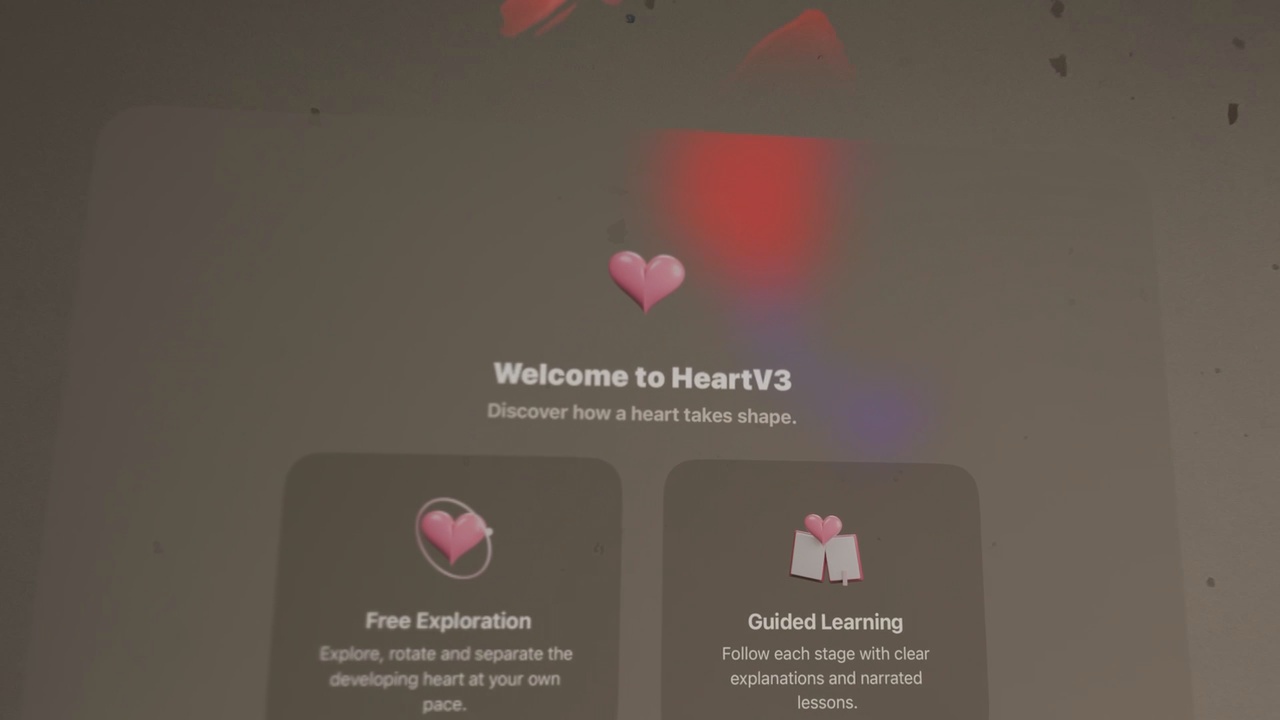 Welcome to HeartV3
Discover how a heart takes shape.
Free Exploration
Explore, rotate and separate the
developing heart at your own
pace.
Guided Learning
Follow each stage with clear
explanations and narrated
lessons.